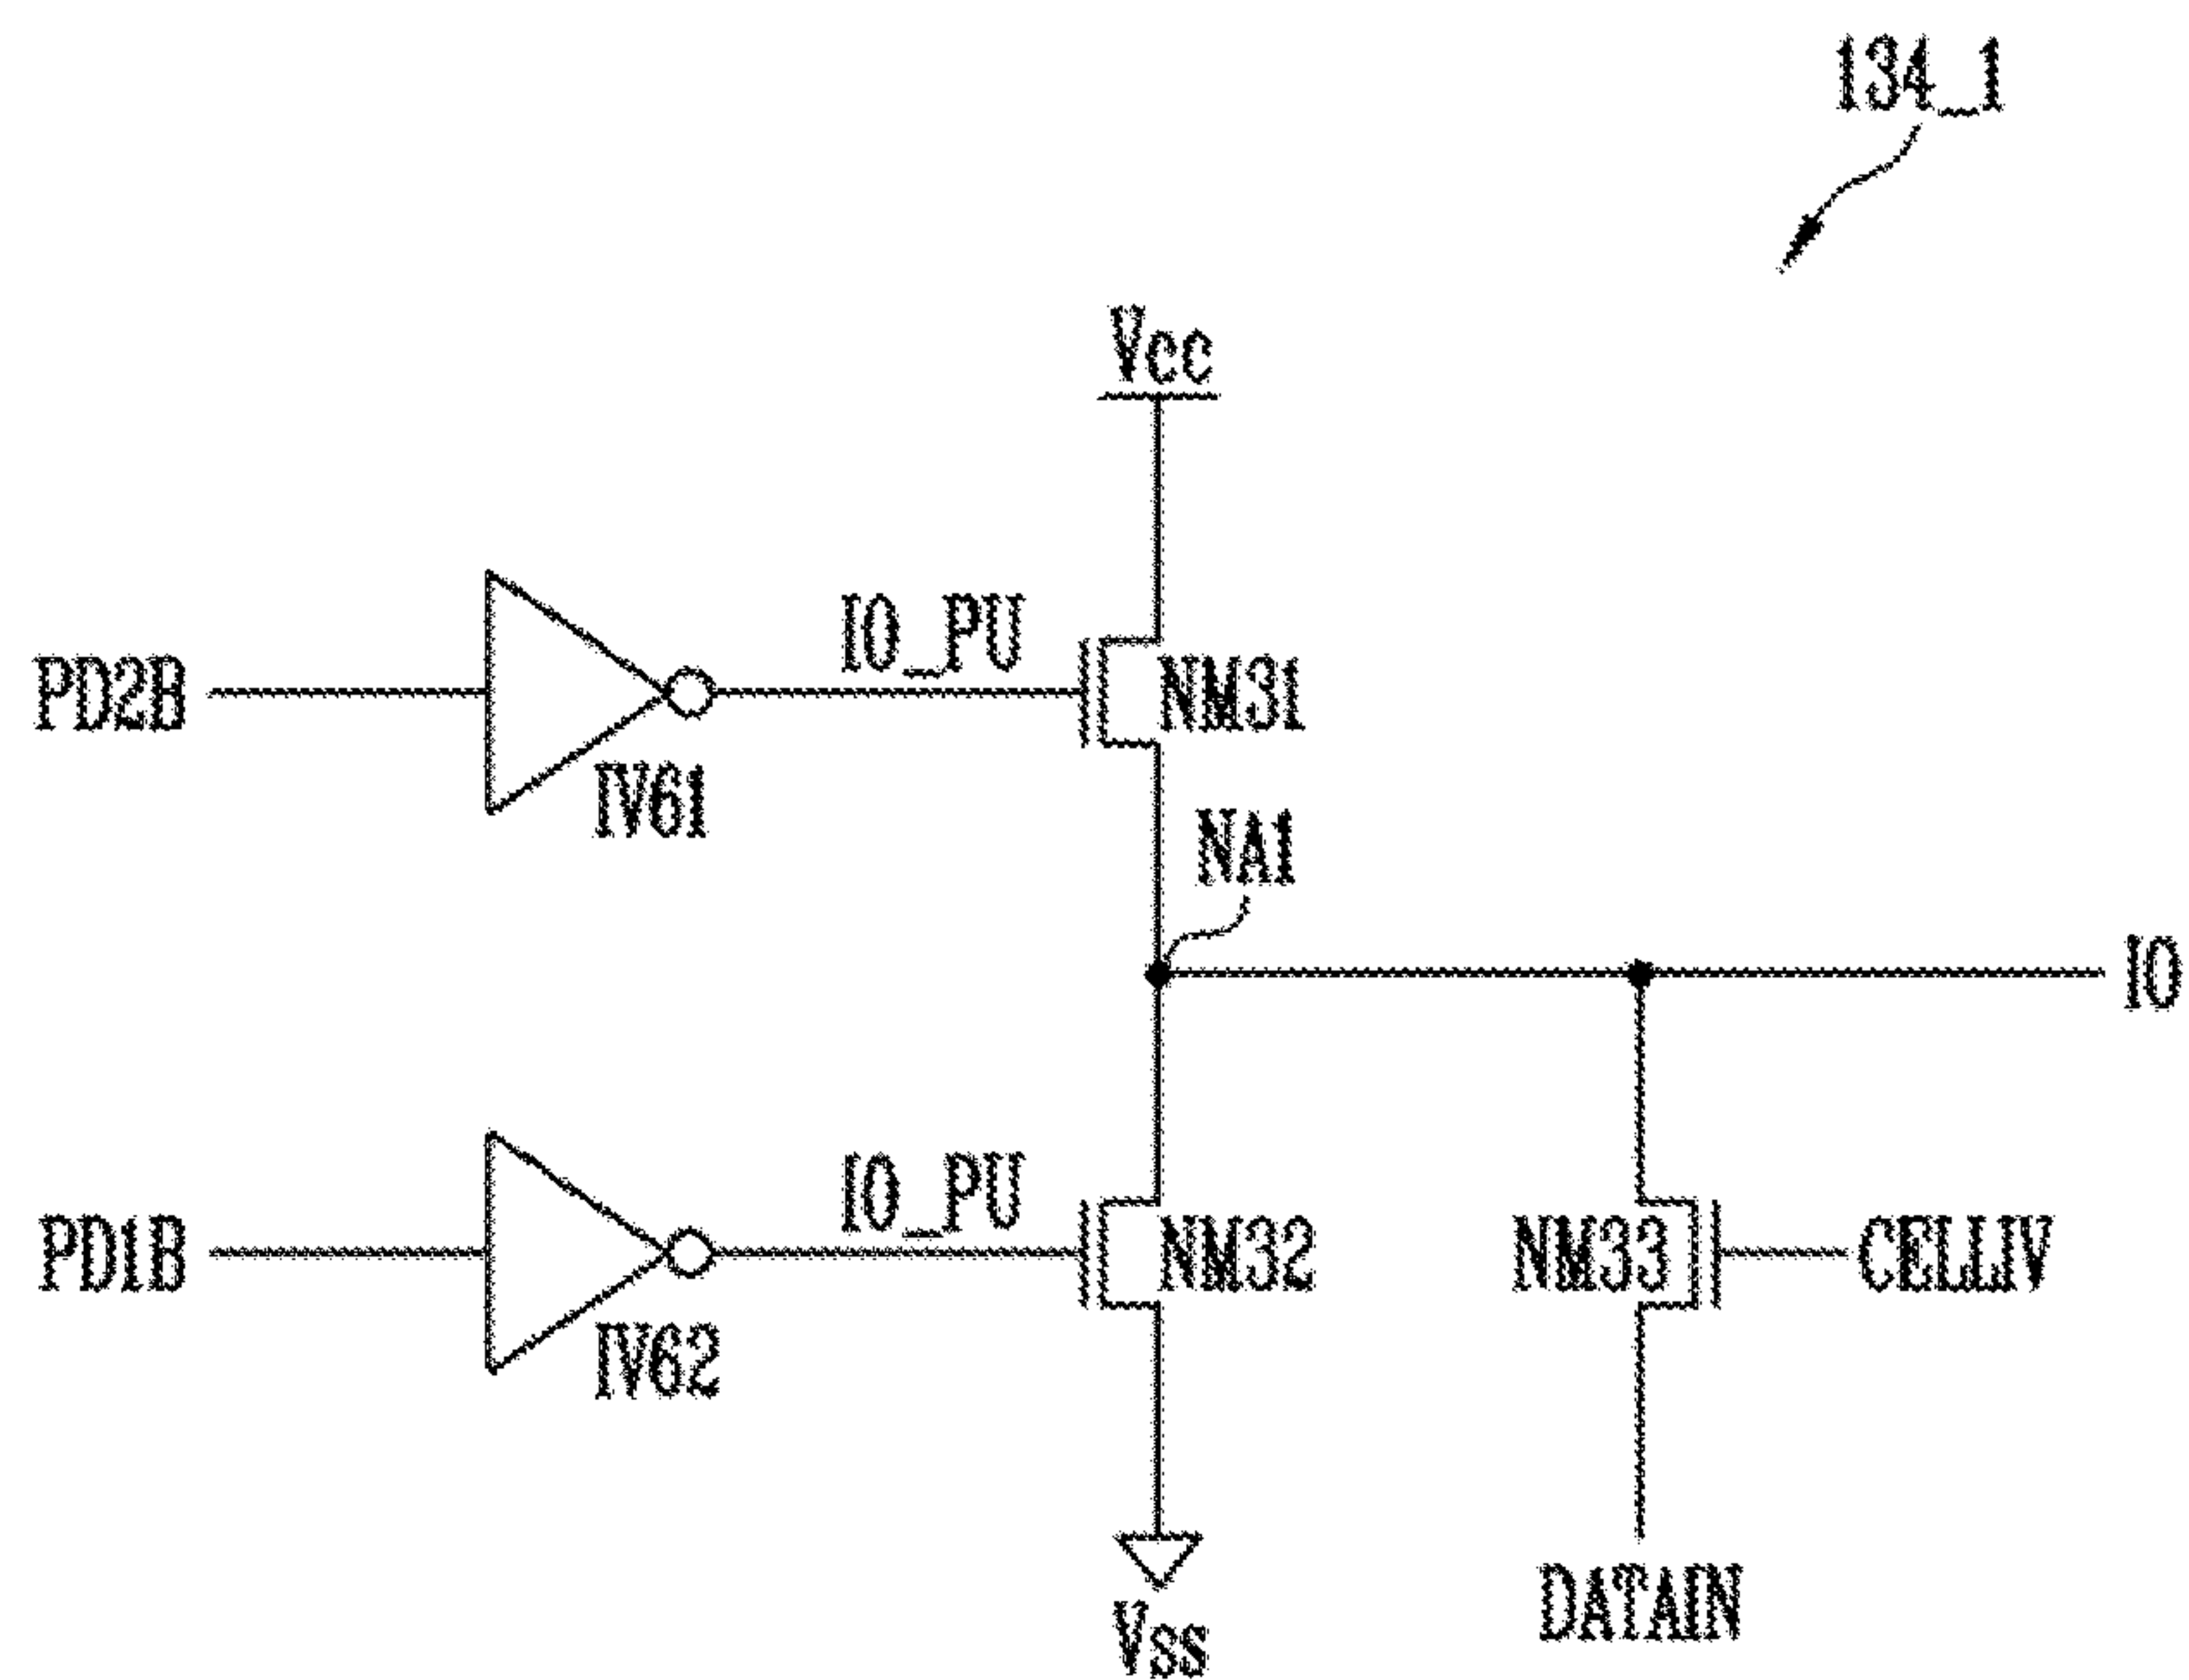 134_1
Vcc
IO_PU
PD2B
NM31
IV61
NA1
IO
IO_PU
PD1B
NM32
NM33
CELLIV
IV62
DATAIN
Vss